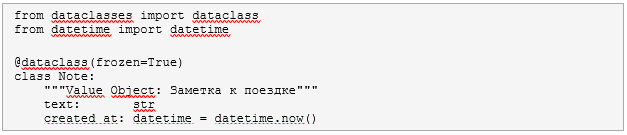 from dataclasses import dataclass
from datetime import datetime

@dataclass(frozen=True)
class Note:
    """Value Object: Заметка к поездке"""
    text:       str
    created_at: datetime = datetime.now()